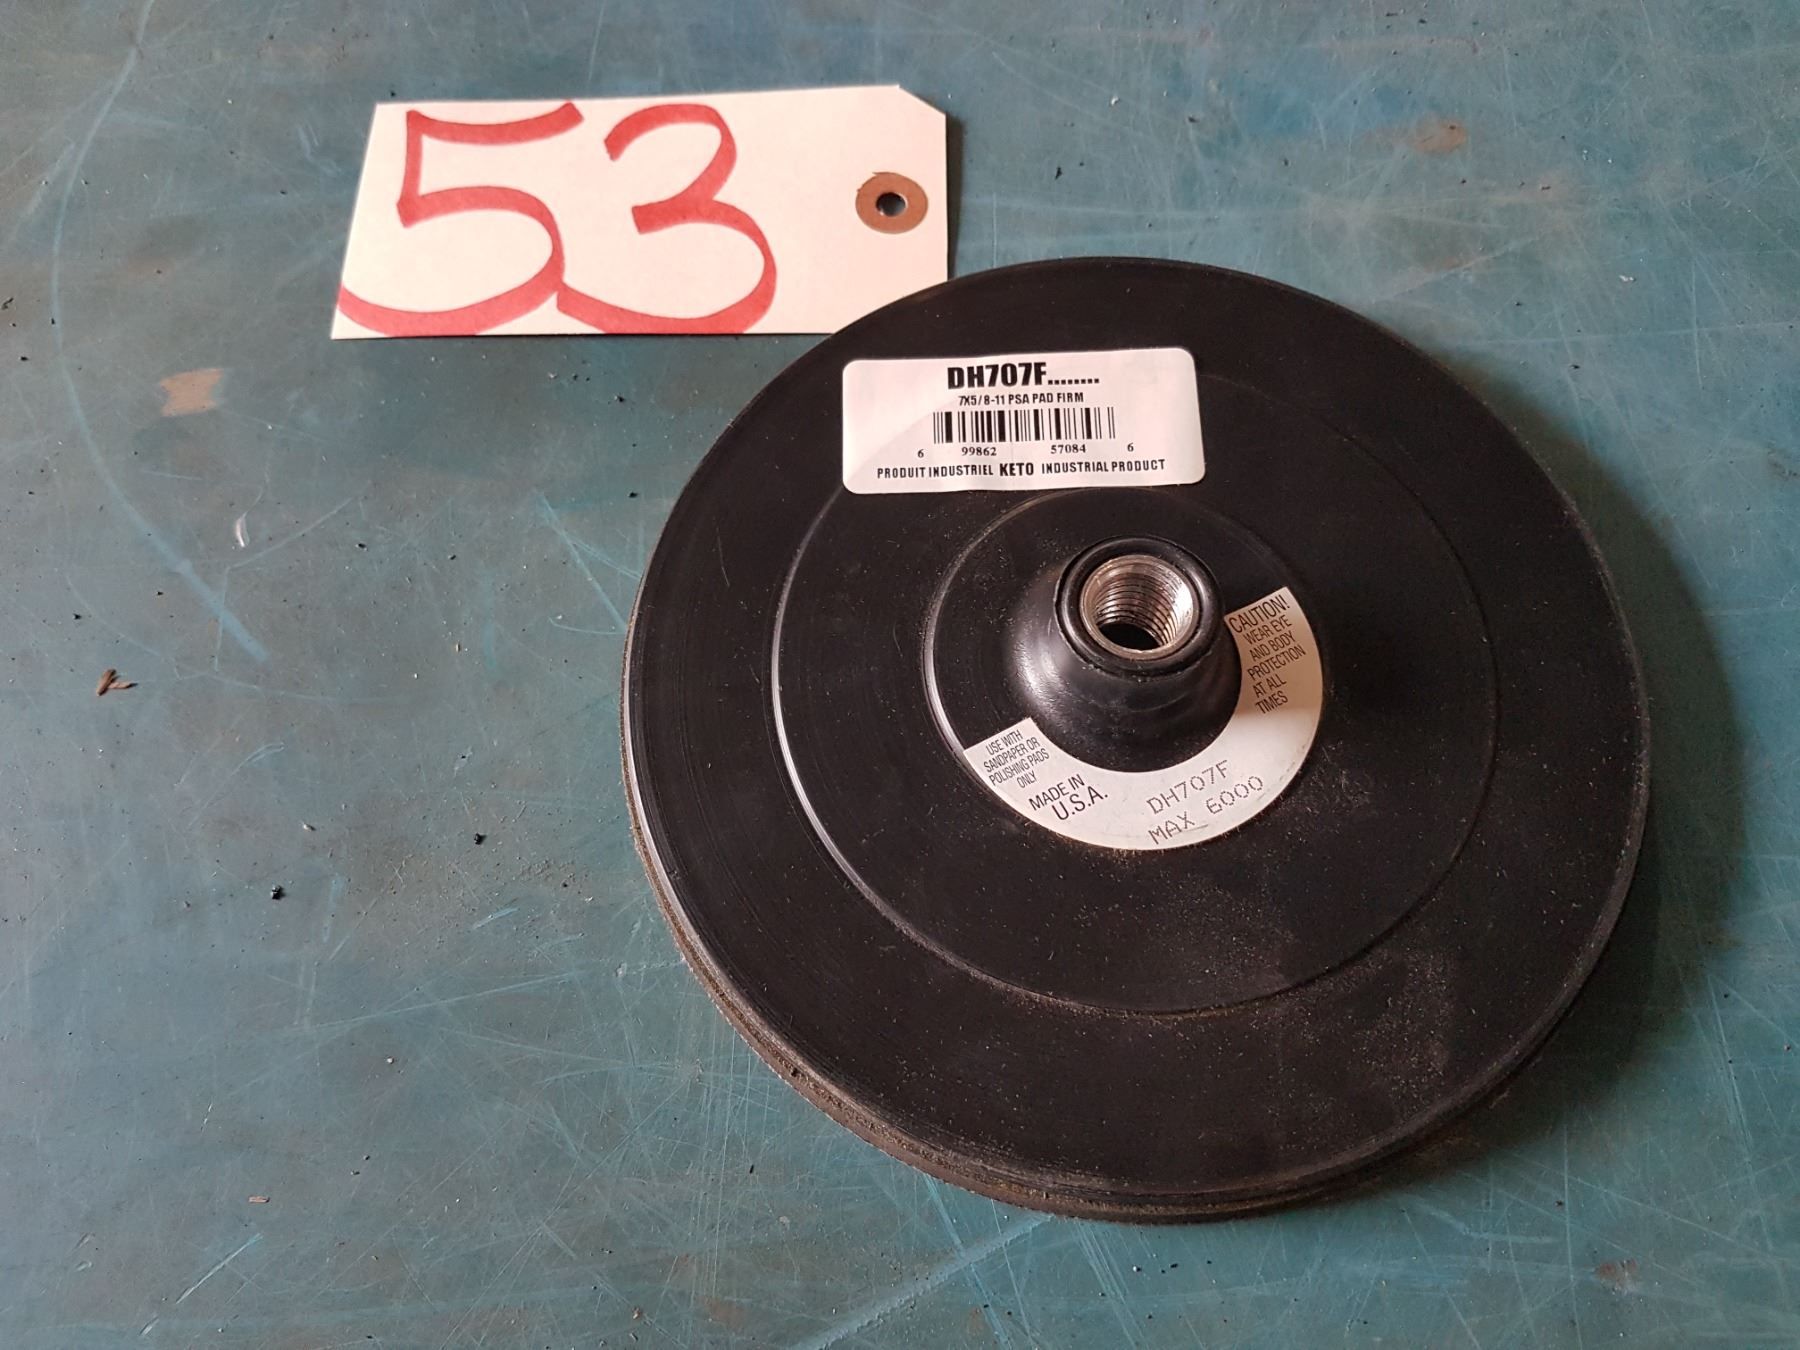 53
DH707F........
7X5/8-11 PSA PAD FIRM
6 99862 57084 6
PRODUIT INDUSTRIEL KETO INDUSTRIAL PRODUCT
CAUTION!
WEAR EYE
AND BODY
PROTECTION
AT ALL
TIMES
USE WITH
SANDPAPER OR
POLISHING PADS
ONLY
MADE IN
U.S.A.
DH707F
MAX 6000